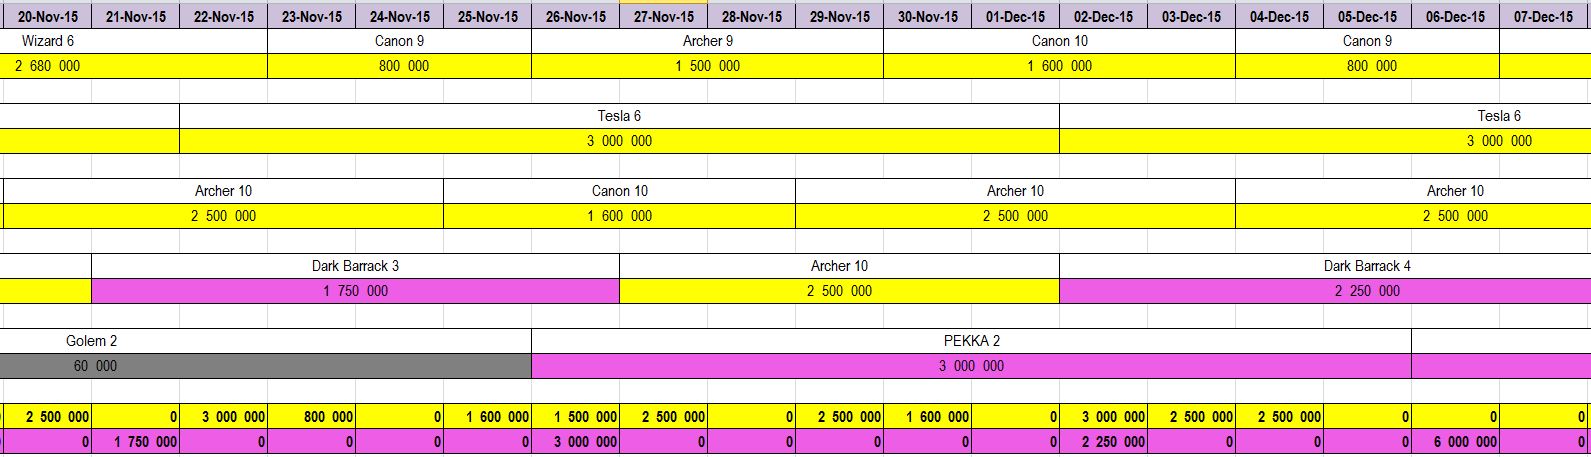 20-Nov-15 21-Nov-15 22-Nov-15 23-Nov-15 24-Nov-15 25-Nov-15 26-Nov-15 27-Nov-15 28-Nov-15 29-Nov-15 30-Nov-15 01-Dec-15 02-Dec-15 03-Dec-15 04-Dec-15 05-Dec-15 06-Dec-15 07-Dec-15
Wizard 6 Canon 9 Archer 9 Canon 10 Canon 9
2 680 000 800 000 1 500 000 1 600 000 800 000
Tesla 6 Tesla 6
3 000 000 3 000 000
Archer 10 Canon 10 Archer 10 Archer 10
2 500 000 1 600 000 2 500 000 2 500 000
Dark Barrack 3 Archer 10 Dark Barrack 4
1 750 000 2 500 000 2 250 000
Golem 2 PEKKA 2
60 000 3 000 000
2 500 000 0 3 000 000 800 000 0 1 600 000 1 500 000 2 500 000 0 2 500 000 1 600 000 0 3 000 000 2 500 000 2 500 000 0 0 0
0 1 750 000 0 0 0 0 3 000 000 0 0 0 0 0 2 250 000 0 0 0 6 000 000 0